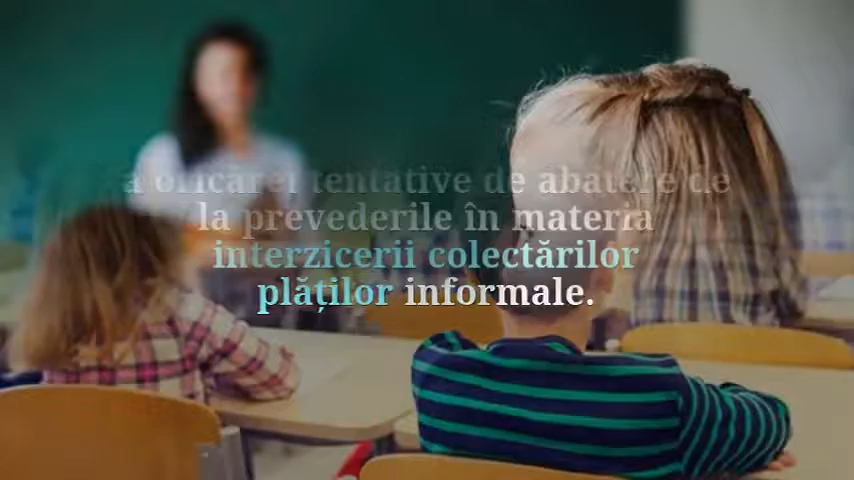 a oricărei tentative de abatere de
la prevederile în materia
interzicerii colectărilor
plăților informale.